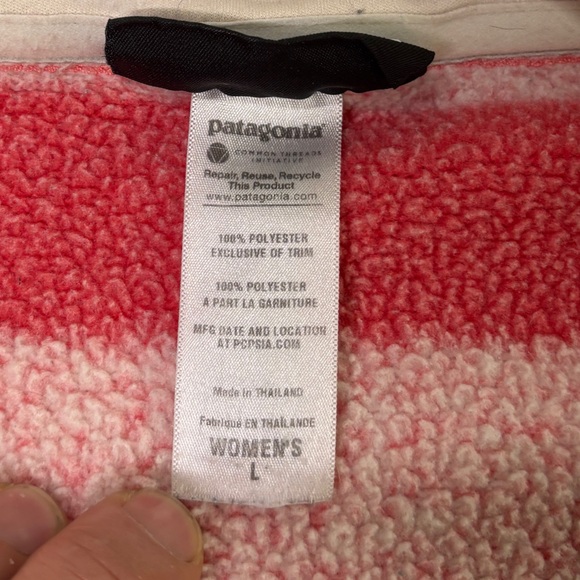 patagonia
COMMON THREADS
INITIATIVE
Repair, Reuse, Recycle
This Product
www.patagonia.com
100% POLYESTER
EXCLUSIVE OF TRIM
100% POLYESTER
À PART LA GARNITURE
MFG DATE AND LOCATION
AT PCPSIA.COM
Made in THAILAND
Fabriqué EN THAÏLANDE
WOMEN'S
L